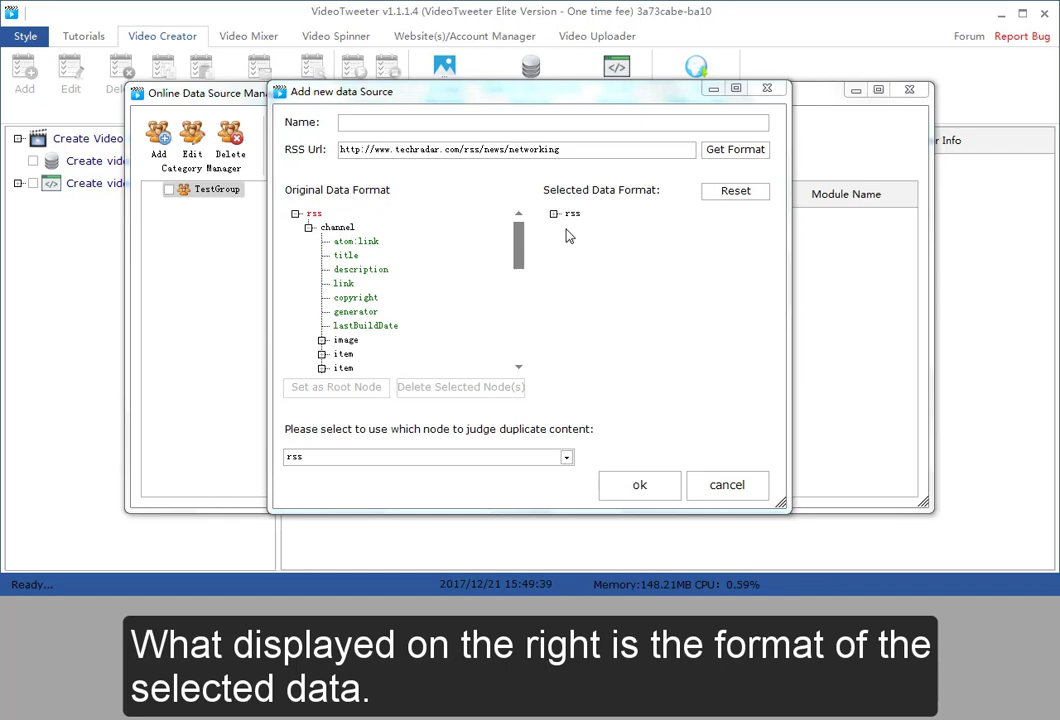 VideoTweeter v1.1.1.4 (VideoTweeter Elite Version - One time fee) 3a73cabe-ba10
Style Tutorials Video Creator Video Mixer Video Spinner Website(s)/Account Manager Video Uploader Forum Report Bug
Add Edit
Online Data Source Man
Add new data Source
Name:
RSS Url: http://www.techradar.com/rss/news/networking Get Format
Create Video
Create vid
Create vid
Add Edit Delete
Category Manager
TestGroup
er Info
Module Name
Original Data Format
Selected Data Format: Reset
rss
channel
atom:link
title
description
link
copyright
generator
lastBuildDate
image
item
item
rss
Set as Root Node Delete Selected Node(s)
Please select to use which node to judge duplicate content:
rss
ok cancel
Ready... 2017/12/21 15:49:39 Memory:148.21MB CPU: 0.59%
What displayed on the right is the format of the
selected data.